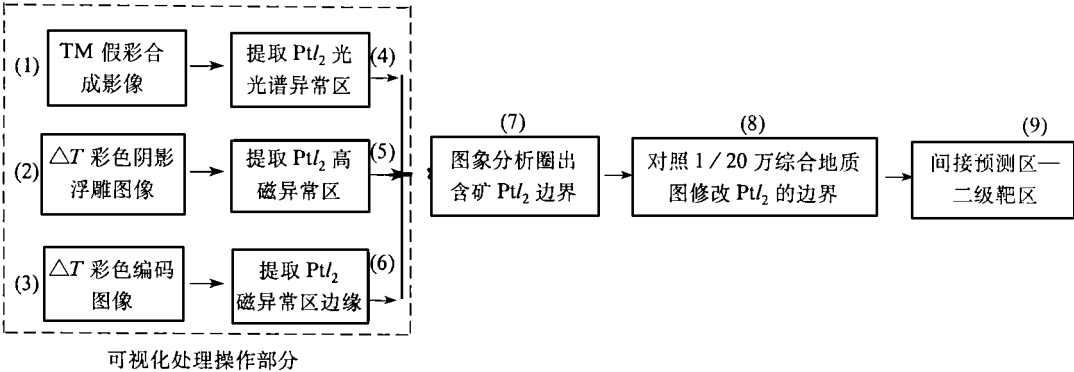 (1)
TM 假彩合
成影像
提取 Ptl₂ 光
光谱异常区
(4)
(2)
△T 彩色阴影
浮雕图像
提取 Ptl₂ 高
磁异常区
(5)
(3)
△T 彩色编码
图像
提取 Ptl₂
磁异常区边缘
(6)
(7)
图象分析圈出
含矿 Ptl₂ 边界
(8)
对照 1/20 万综合地质
图修改 Ptl₂ 的边界
(9)
间接预测区—
二级靶区
可视化处理操作部分